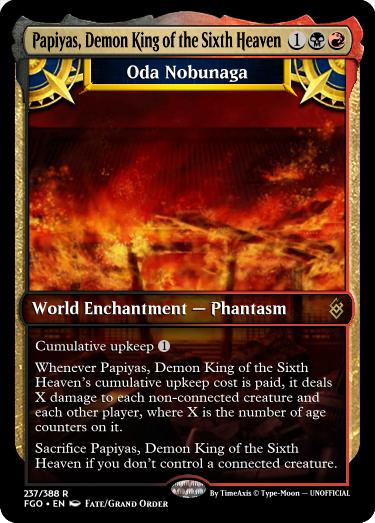 Papiyas, Demon King of the Sixth Heaven 1
Oda Nobunaga
World Enchantment — Phantasm
Cumulative upkeep 1
Whenever Papiyas, Demon King of the Sixth
Heaven's cumulative upkeep cost is paid, it deals
X damage to each non-connected creature and
each other player, where X is the number of age
counters on it.
Sacrifice Papiyas, Demon King of the Sixth
Heaven if you don't control a connected creature.
237/388 R
FGO • EN Fate/Grand Order
By TimeAxis © Type-Moon — UNOFFICIAL